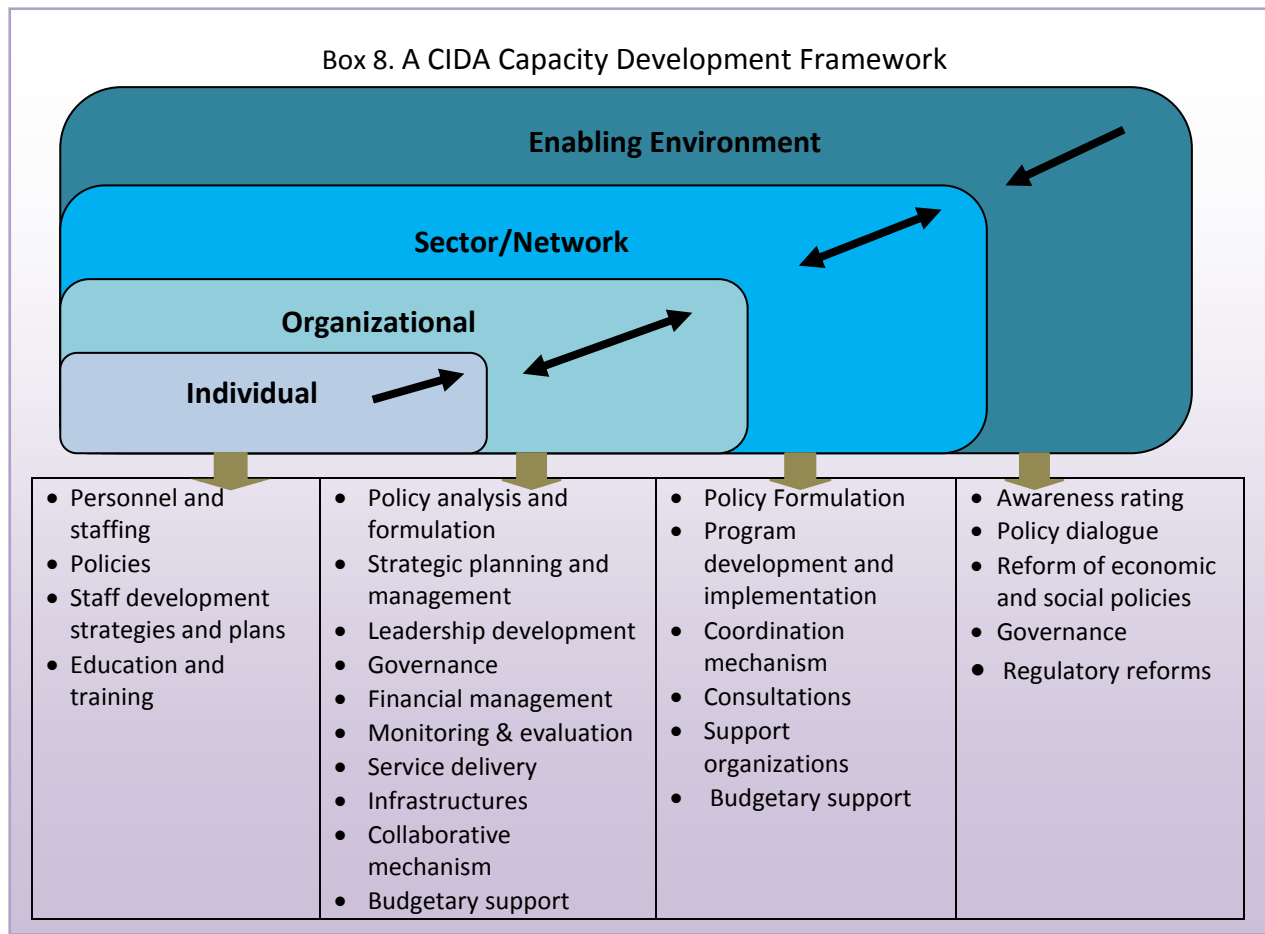 Box 8. A CIDA Capacity Development Framework
Enabling Environment
Sector/Network
Organizational
Individual
• Personnel and
staffing
• Policies
• Staff development
strategies and plans
• Education and
training
• Policy analysis and
formulation
• Strategic planning and
management
• Leadership development
• Governance
• Financial management
• Monitoring & evaluation
• Service delivery
• Infrastructures
• Collaborative
mechanism
• Budgetary support
• Policy Formulation
• Program
development and
implementation
• Coordination
mechanism
• Consultations
• Support
organizations
• Budgetary support
• Awareness rating
• Policy dialogue
• Reform of economic
and social policies
• Governance
• Regulatory reforms